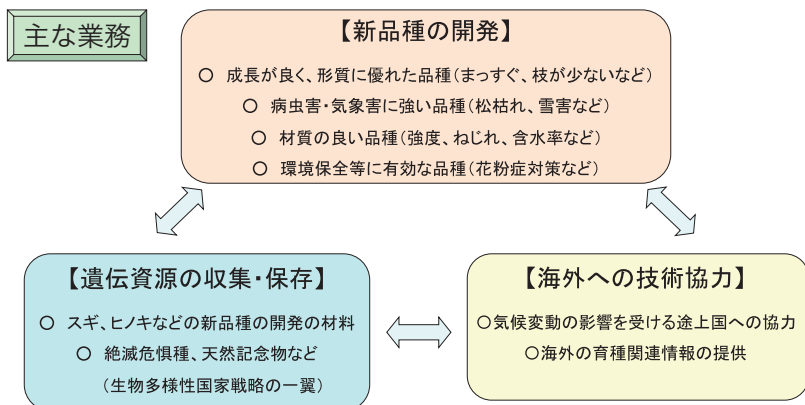 主な業務
【新品種の開発】
○ 成長が良く、形質に優れた品種(まっすぐ、枝が少ないなど)
○ 病虫害・気象害に強い品種(松枯れ、雪害など)
○ 材質の良い品種(強度、ねじれ、含水率など)
○ 環境保全等に有効な品種(花粉症対策など)
【遺伝資源の収集・保存】
○ スギ、ヒノキなどの新品種の開発の材料
○ 絶滅危惧種、天然記念物など
(生物多様性国家戦略の一翼)
【海外への技術協力】
○気候変動の影響を受ける途上国への協力
○海外の育種関連情報の提供